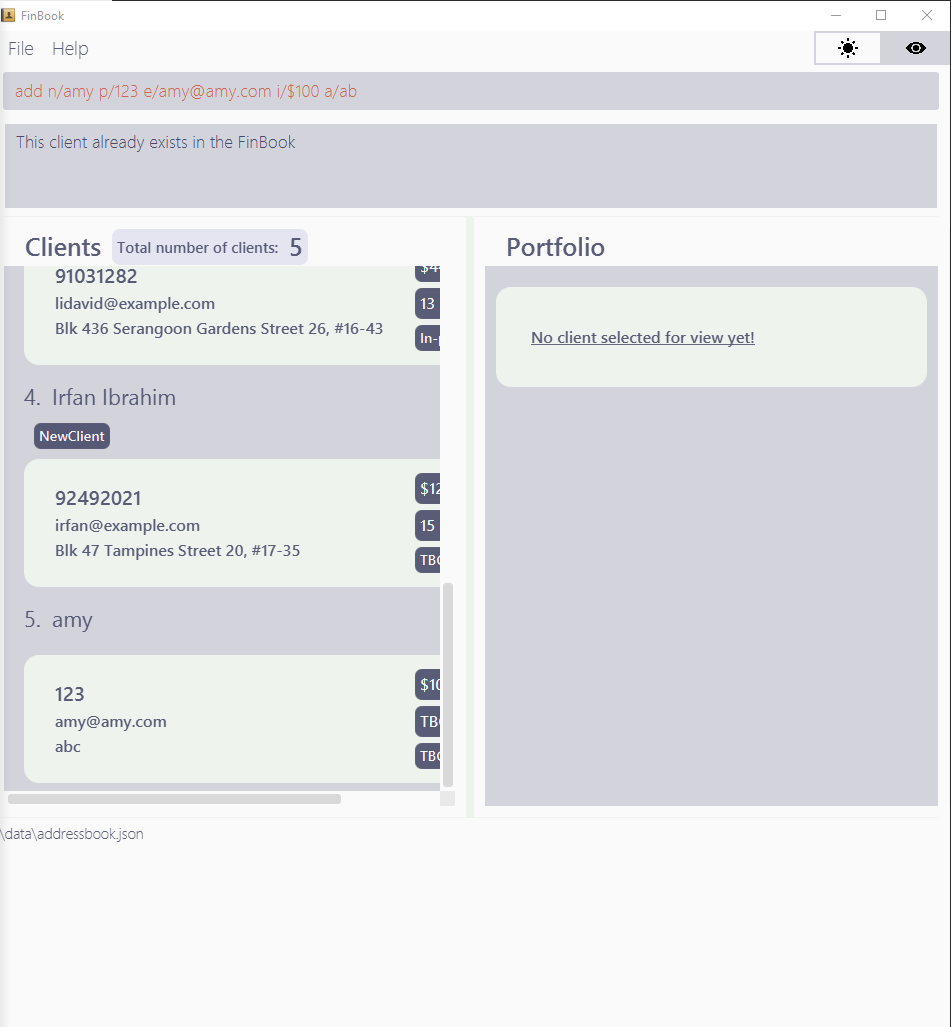 FinBook
File Help
add n/amy p/123 e/amy@amy.com i/$100 a/ab
This client already exists in the FinBook
Clients Total number of clients: 5
Portfolio
91031282
lidavid@example.com
Blk 436 Serangoon Gardens Street 26, #16-43
$4
13
In-p
No client selected for view yet!
4. Irfan Ibrahim
NewClient
92492021
irfan@example.com
Blk 47 Tampines Street 20, #17-35
$12
15
TBC
5. amy
123
amy@amy.com
abc
$10
TBC
TBC
\data\addressbook.json